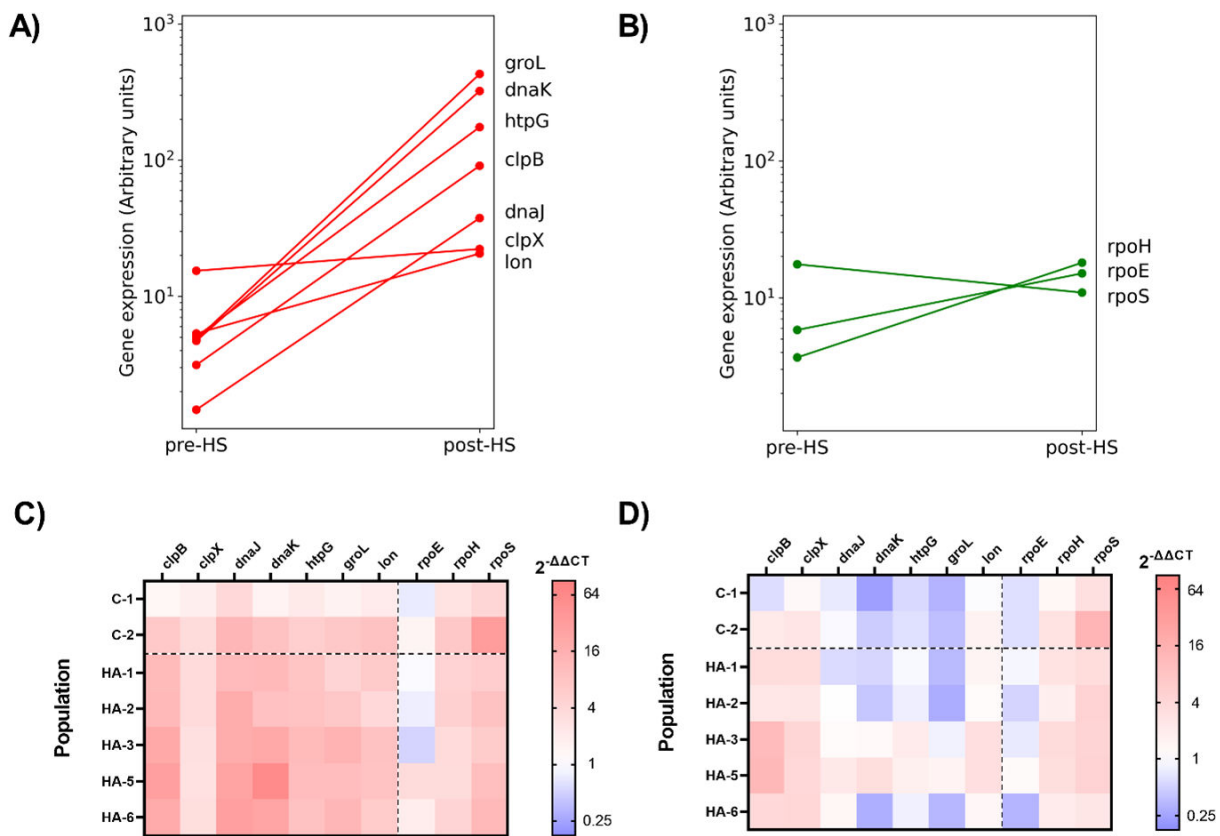 A)
Gene expression (Arbitrary units)
10³
10²
10¹
groL
dnaK
htpG
clpB
dnaJ
clpX
lon
pre-HS
post-HS
B)
Gene expression (Arbitrary units)
10³
10²
10¹
rpoH
rpoE
rpoS
pre-HS
post-HS
C)
clpB clpX dnaJ dnaK htpG groL lon rpoE rpoH rpoS
2-ΔΔCT
Population
C-1
C-2
HA-1
HA-2
HA-3
HA-5
HA-6
64
16
4
1
0.25
D)
clpB clpX dnaJ dnaK htpG groL lon rpoE rpoH rpoS
2-ΔΔCT
Population
C-1
C-2
HA-1
HA-2
HA-3
HA-5
HA-6
64
16
4
1
0.25